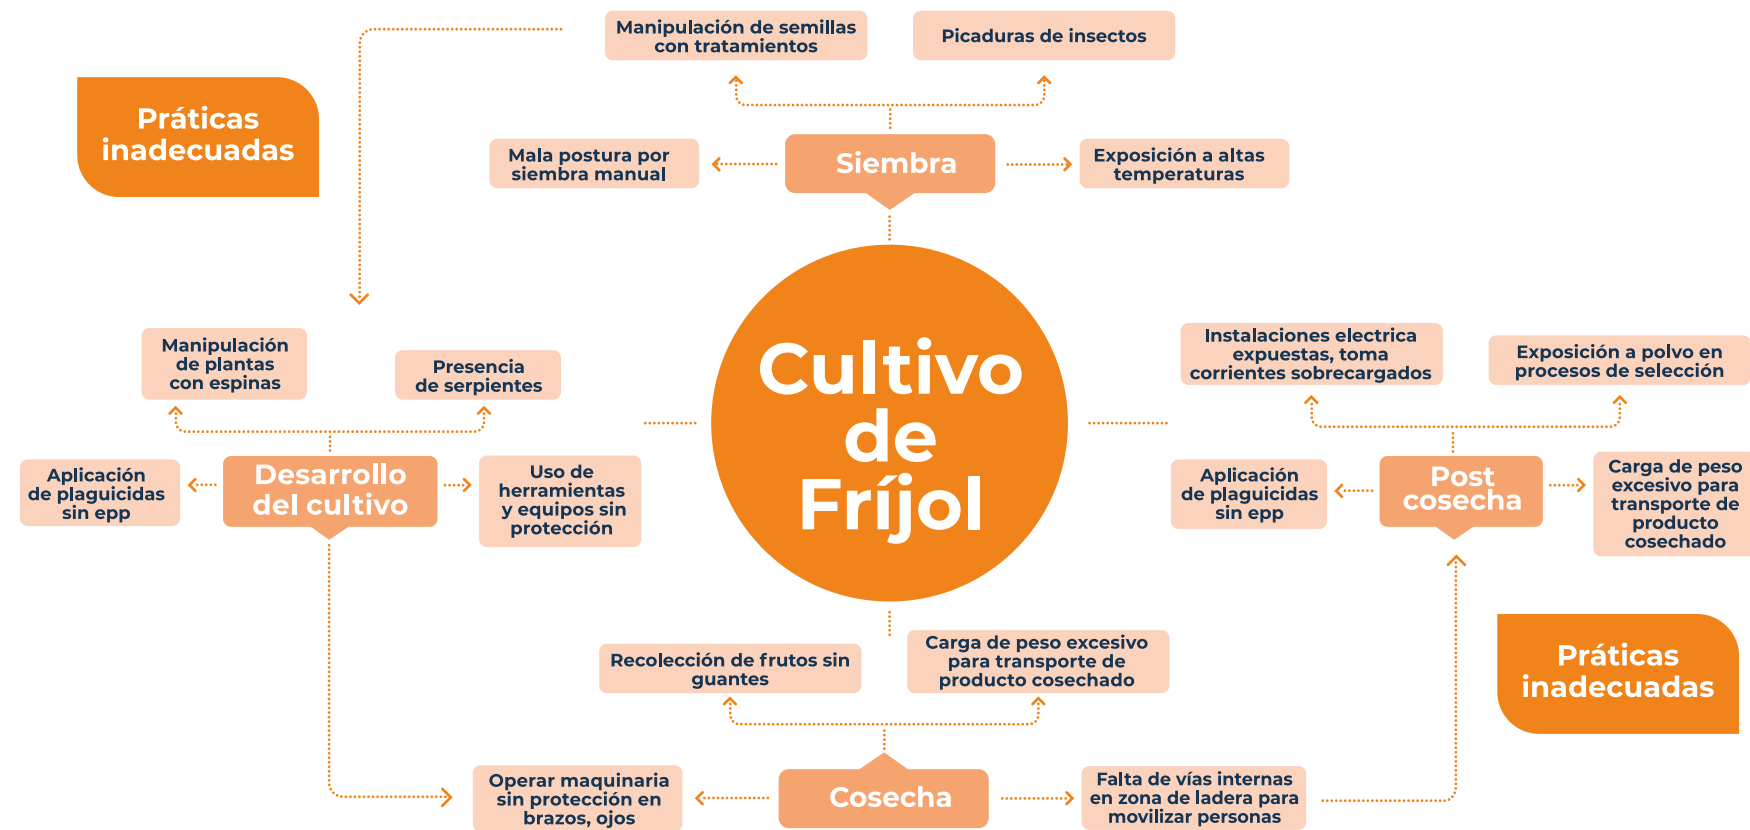 Manipulación de semillas
con tratamientos
Picaduras de insectos
Práticas
inadecuadas
Mala postura por
siembra manual
Siembra
Exposición a altas
temperaturas
Cultivo
de
Fríjol
Manipulación
de plantas
con espinas
Presencia
de serpientes
Aplicación
de plaguicidas
sin epp
Desarrollo
del cultivo
Uso de
herramientas
y equipos sin
protección
Instalaciones electrica
expuestas, toma
corrientes sobrecargados
Exposición a polvo en
procesos de selección
Aplicación
de plaguicidas
sin epp
Post
cosecha
Carga de peso
excesivo para
transporte de
producto
cosechado
Recolección de frutos sin
guantes
Carga de peso excesivo
para transporte de
producto cosechado
Práticas
inadecuadas
Operar maquinaria
sin protección en
brazos, ojos
Cosecha
Falta de vías internas
en zona de ladera para
movilizar personas